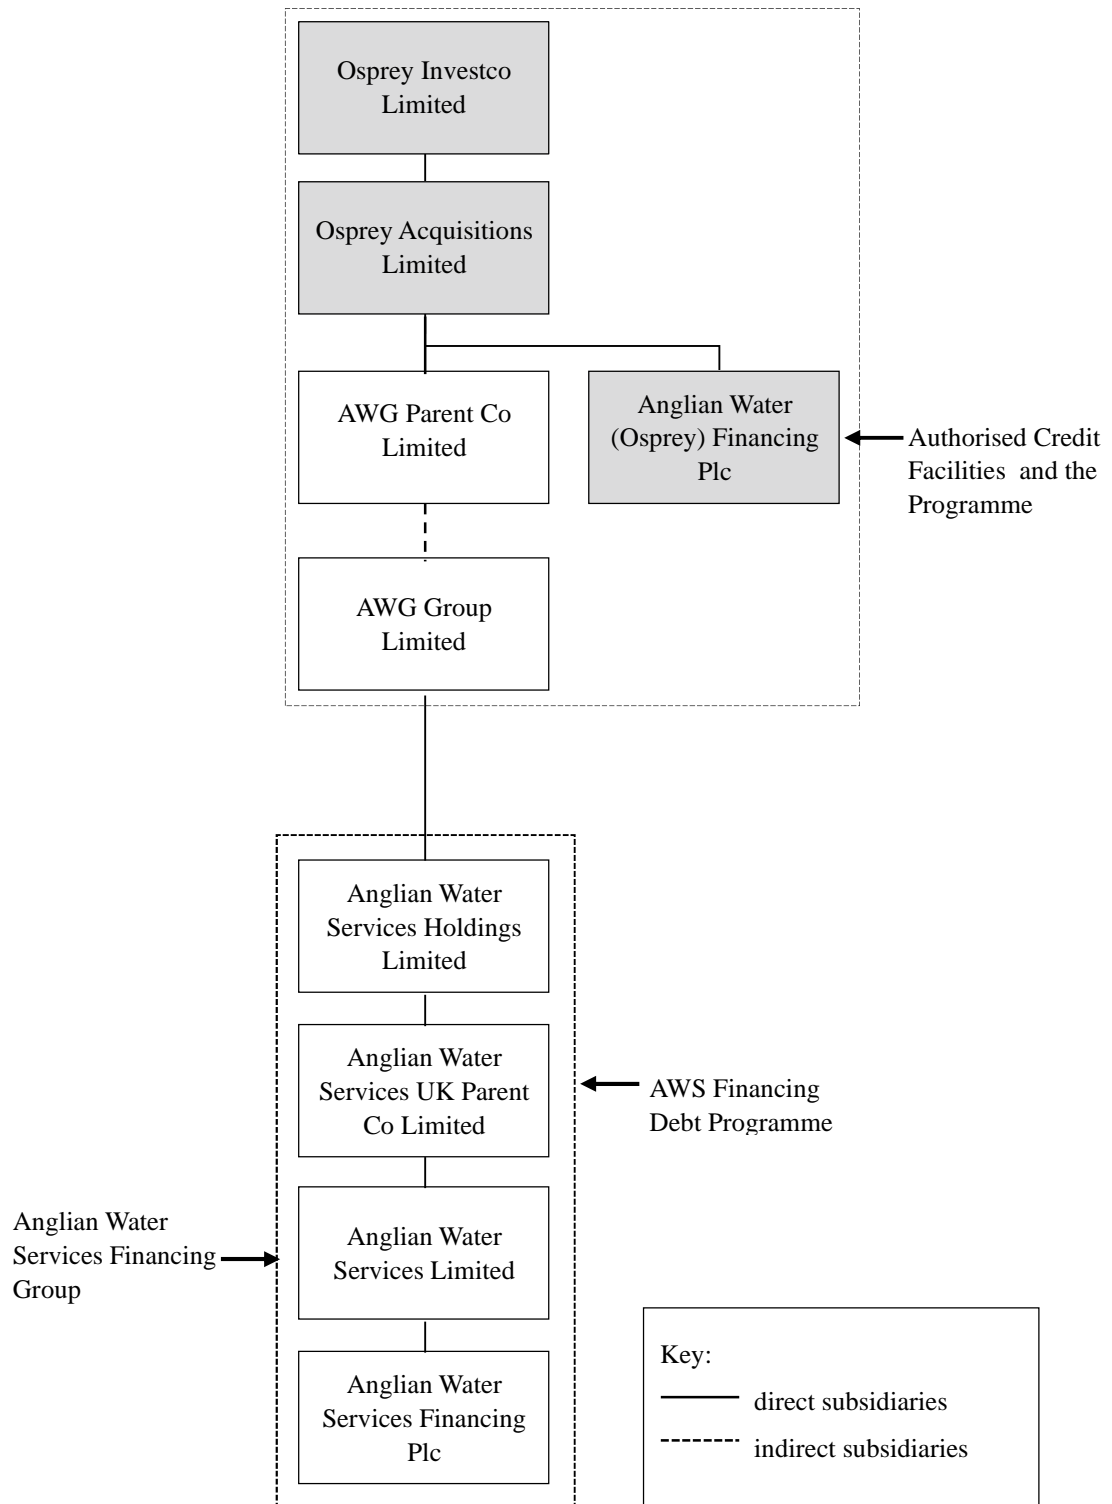 Osprey Investco
Limited
Osprey Acquisitions
Limited
AWG Parent Co
Limited
Anglian Water
(Osprey) Financing
Plc
Authorised Credit
Facilities and the
Programme
AWG Group
Limited
Anglian Water
Services Holdings
Limited
Anglian Water
Services UK Parent
Co Limited
AWS Financing
Debt Programme
Anglian Water
Services Financing
Group
Anglian Water
Services Limited
Anglian Water
Services Financing
Plc
Key:
direct subsidiaries
indirect subsidiaries